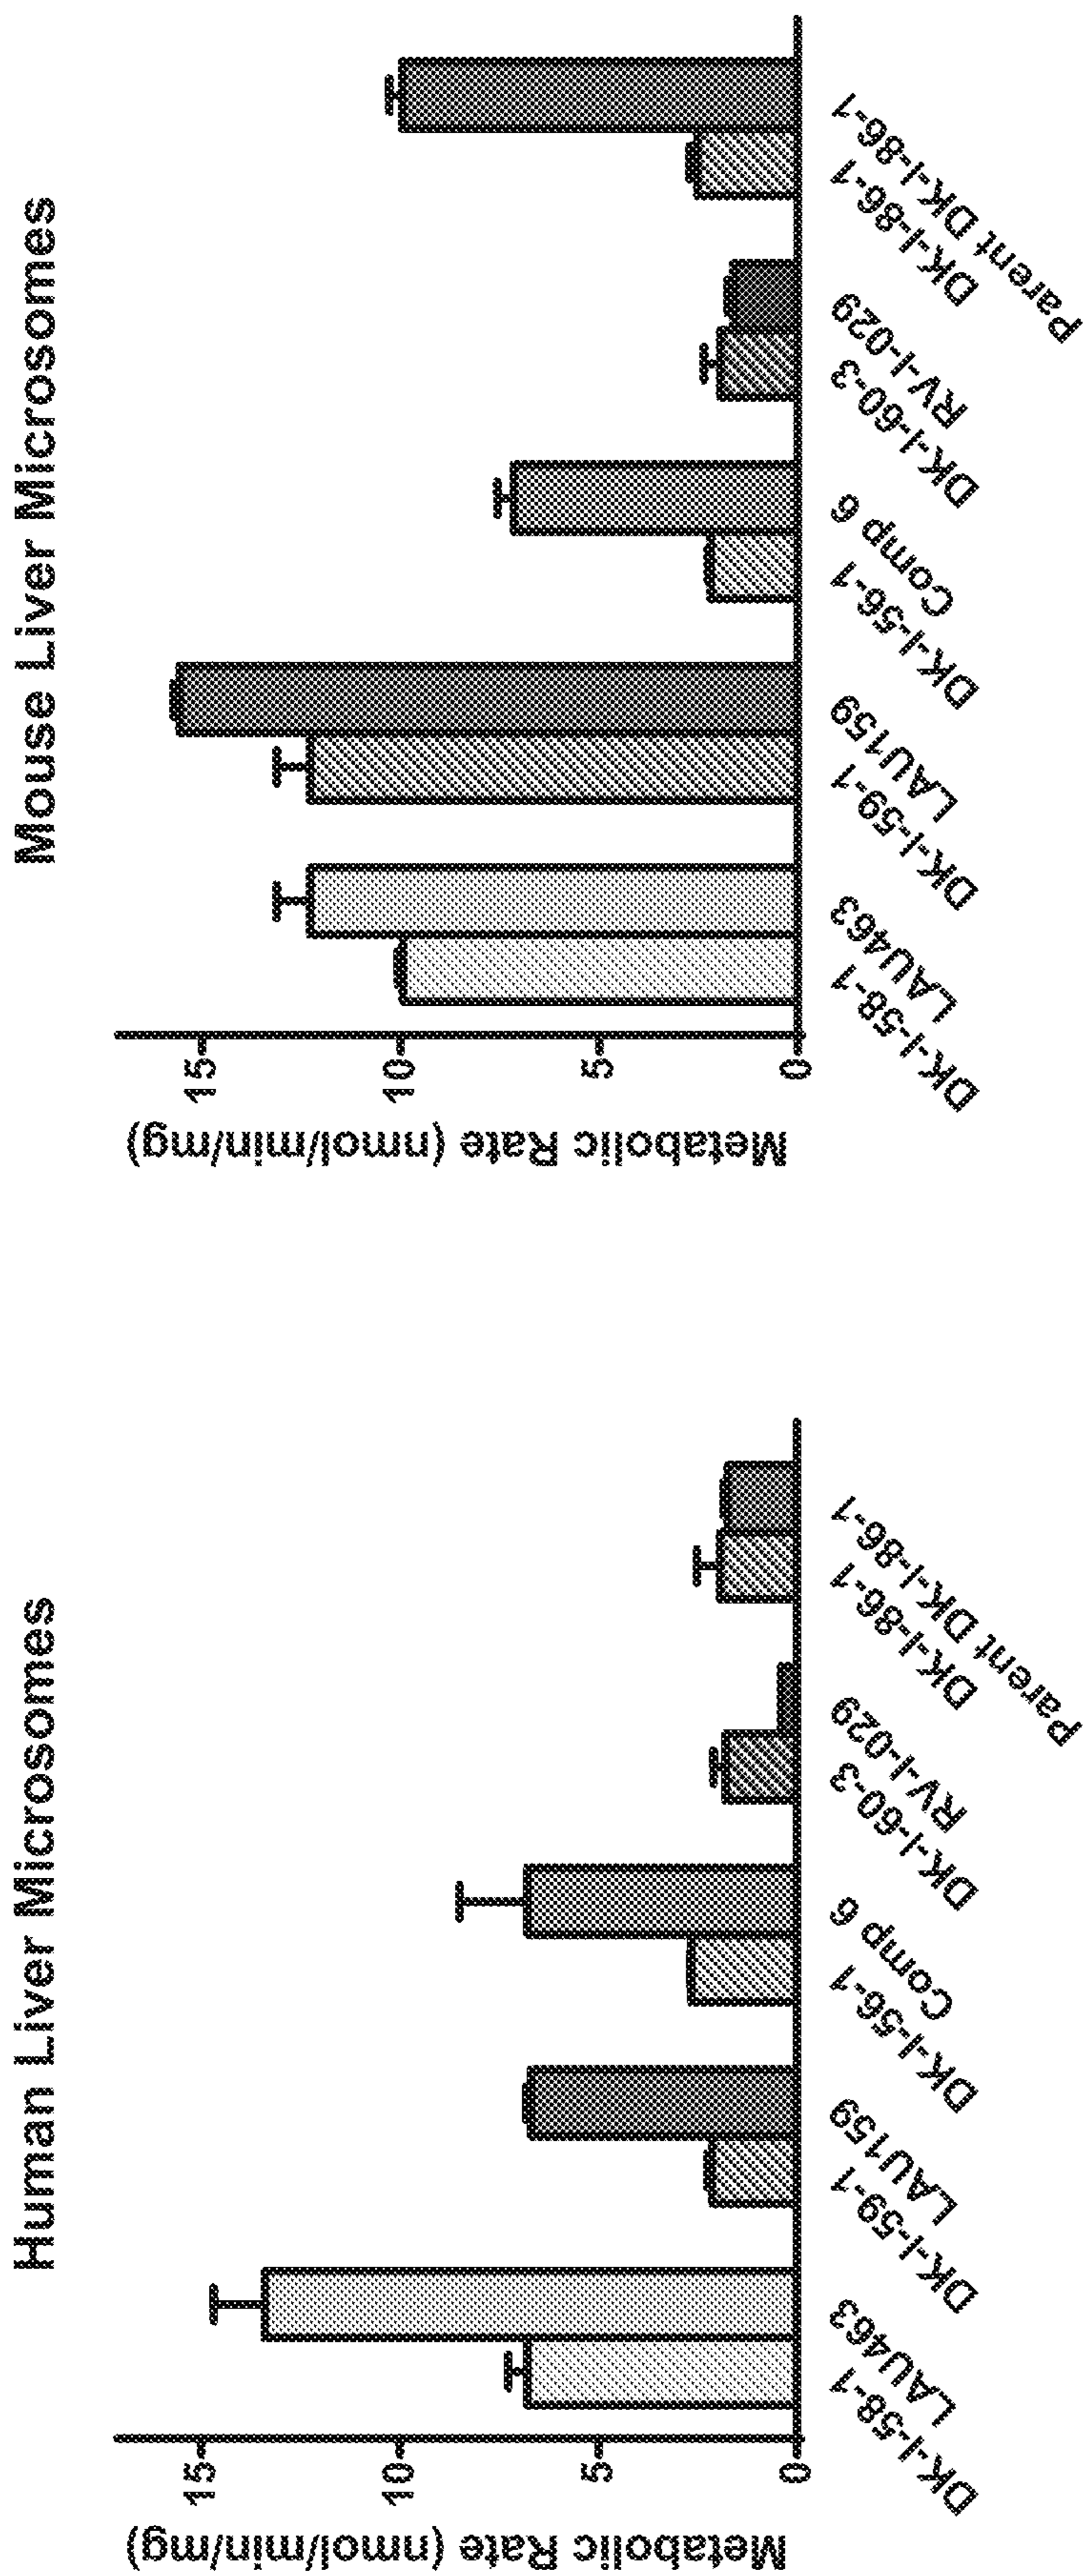 Human Liver Microsomes
Metabolic Rate (nmol/min/mg)
15
10
5
0
DK-I-58-1
LAU463
DK-I-59-1
LAU159
DK-I-56-1
Comp 6
DK-I-60-3
RV-I-029
DK-I-86-1
Parent DK-I-86-1
Mouse Liver Microsomes
Metabolic Rate (nmol/min/mg)
15
10
5
0
DK-I-58-1
LAU463
DK-I-59-1
LAU159
DK-I-56-1
Comp 6
DK-I-60-3
RV-I-029
DK-I-86-1
Parent DK-I-86-1